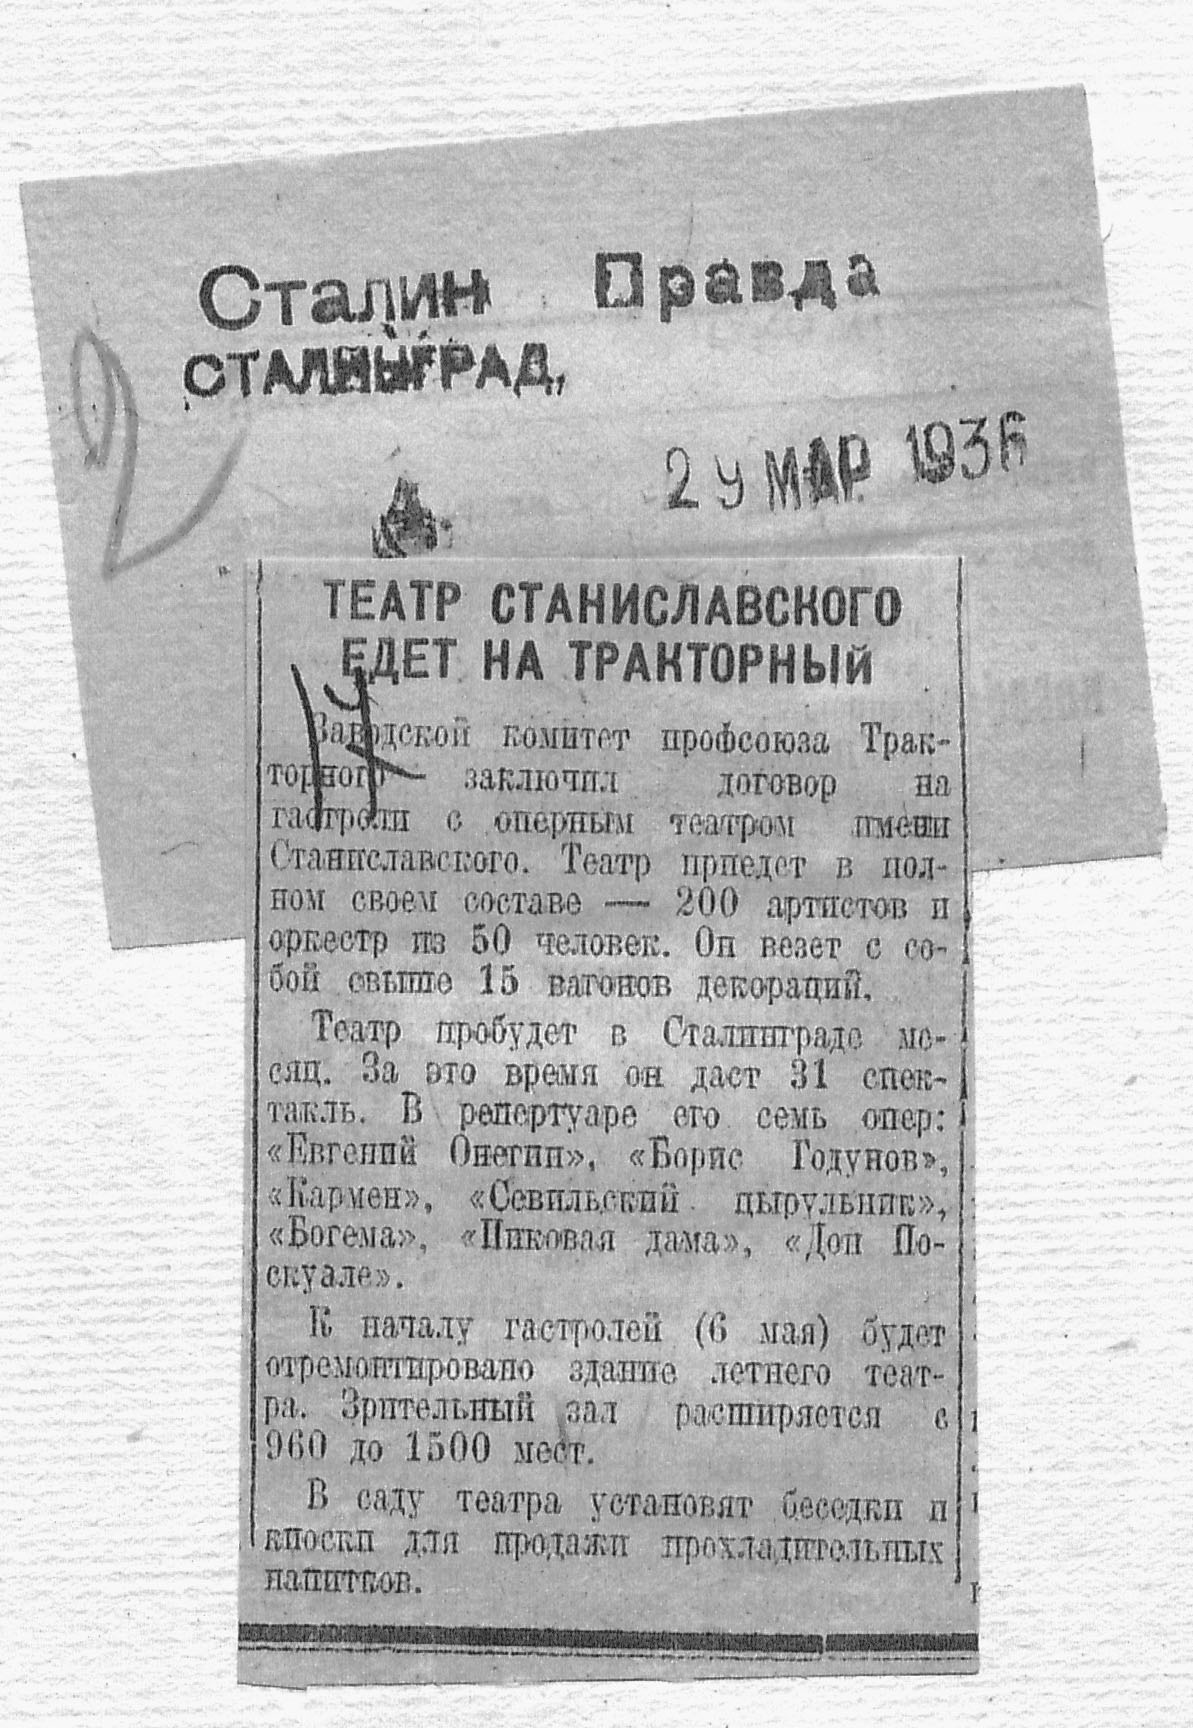 Сталин Правда
СТАЛИНГРАД,
МАР 1936
ТЕАТР СТАНИСЛАВСКОГО
ЕДЕТ НА ТРАКТОРНЫЙ
Заводской комитет профсоюза Трак-
торного заключил договор на
гастроли с оперным театром имени
Станиславского. Театр приедет в пол-
ном своем составе — 200 артистов и
оркестр из 50 человек. Он везет с со-
бой свыше 15 вагонов декораций.
Театр пробудет в Сталинграде ме-
сяц. За это время он даст 31 спек-
такль. В репертуаре его семь опер:
«Евгений Онегин», «Борис Годунов»,
«Кармен», «Севильский цырульник»,
«Богема», «Пиковая дама», «Дон По-
скуале».
К началу гастролей (6 мая) будет
отремонтировано здание летнего теат-
ра. Зрительный зал расширяется с
960 до 1500 мест.
В саду театра установят беседки и
киоски для продажи прохладительных
напитков.